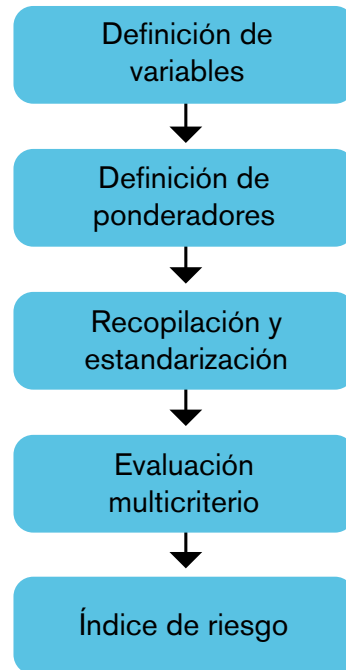 Definición de
variables
Definición de
ponderadores
Recopilación y
estandarización
Evaluación
multicriterio
Índice de riesgo